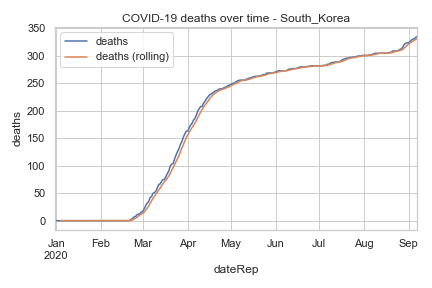 COVID-19 deaths over time - South_Korea
deaths
deaths (rolling)
deaths
350
300
250
200
150
100
50
0
Jan Feb Mar Apr May Jun Jul Aug Sep
2020
dateRep